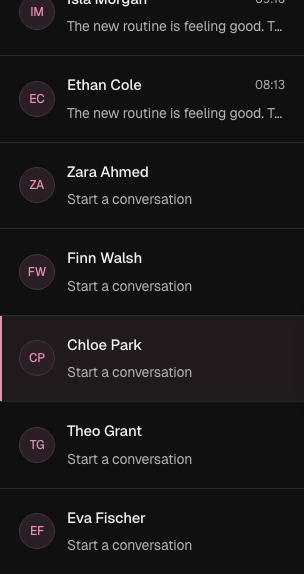 Isla Morgan
IM
The new routine is feeling good. T...
Ethan Cole
08:13
EC
The new routine is feeling good. T...
Zara Ahmed
ZA
Start a conversation
Finn Walsh
FW
Start a conversation
Chloe Park
CP
Start a conversation
Theo Grant
TG
Start a conversation
Eva Fischer
EF
Start a conversation